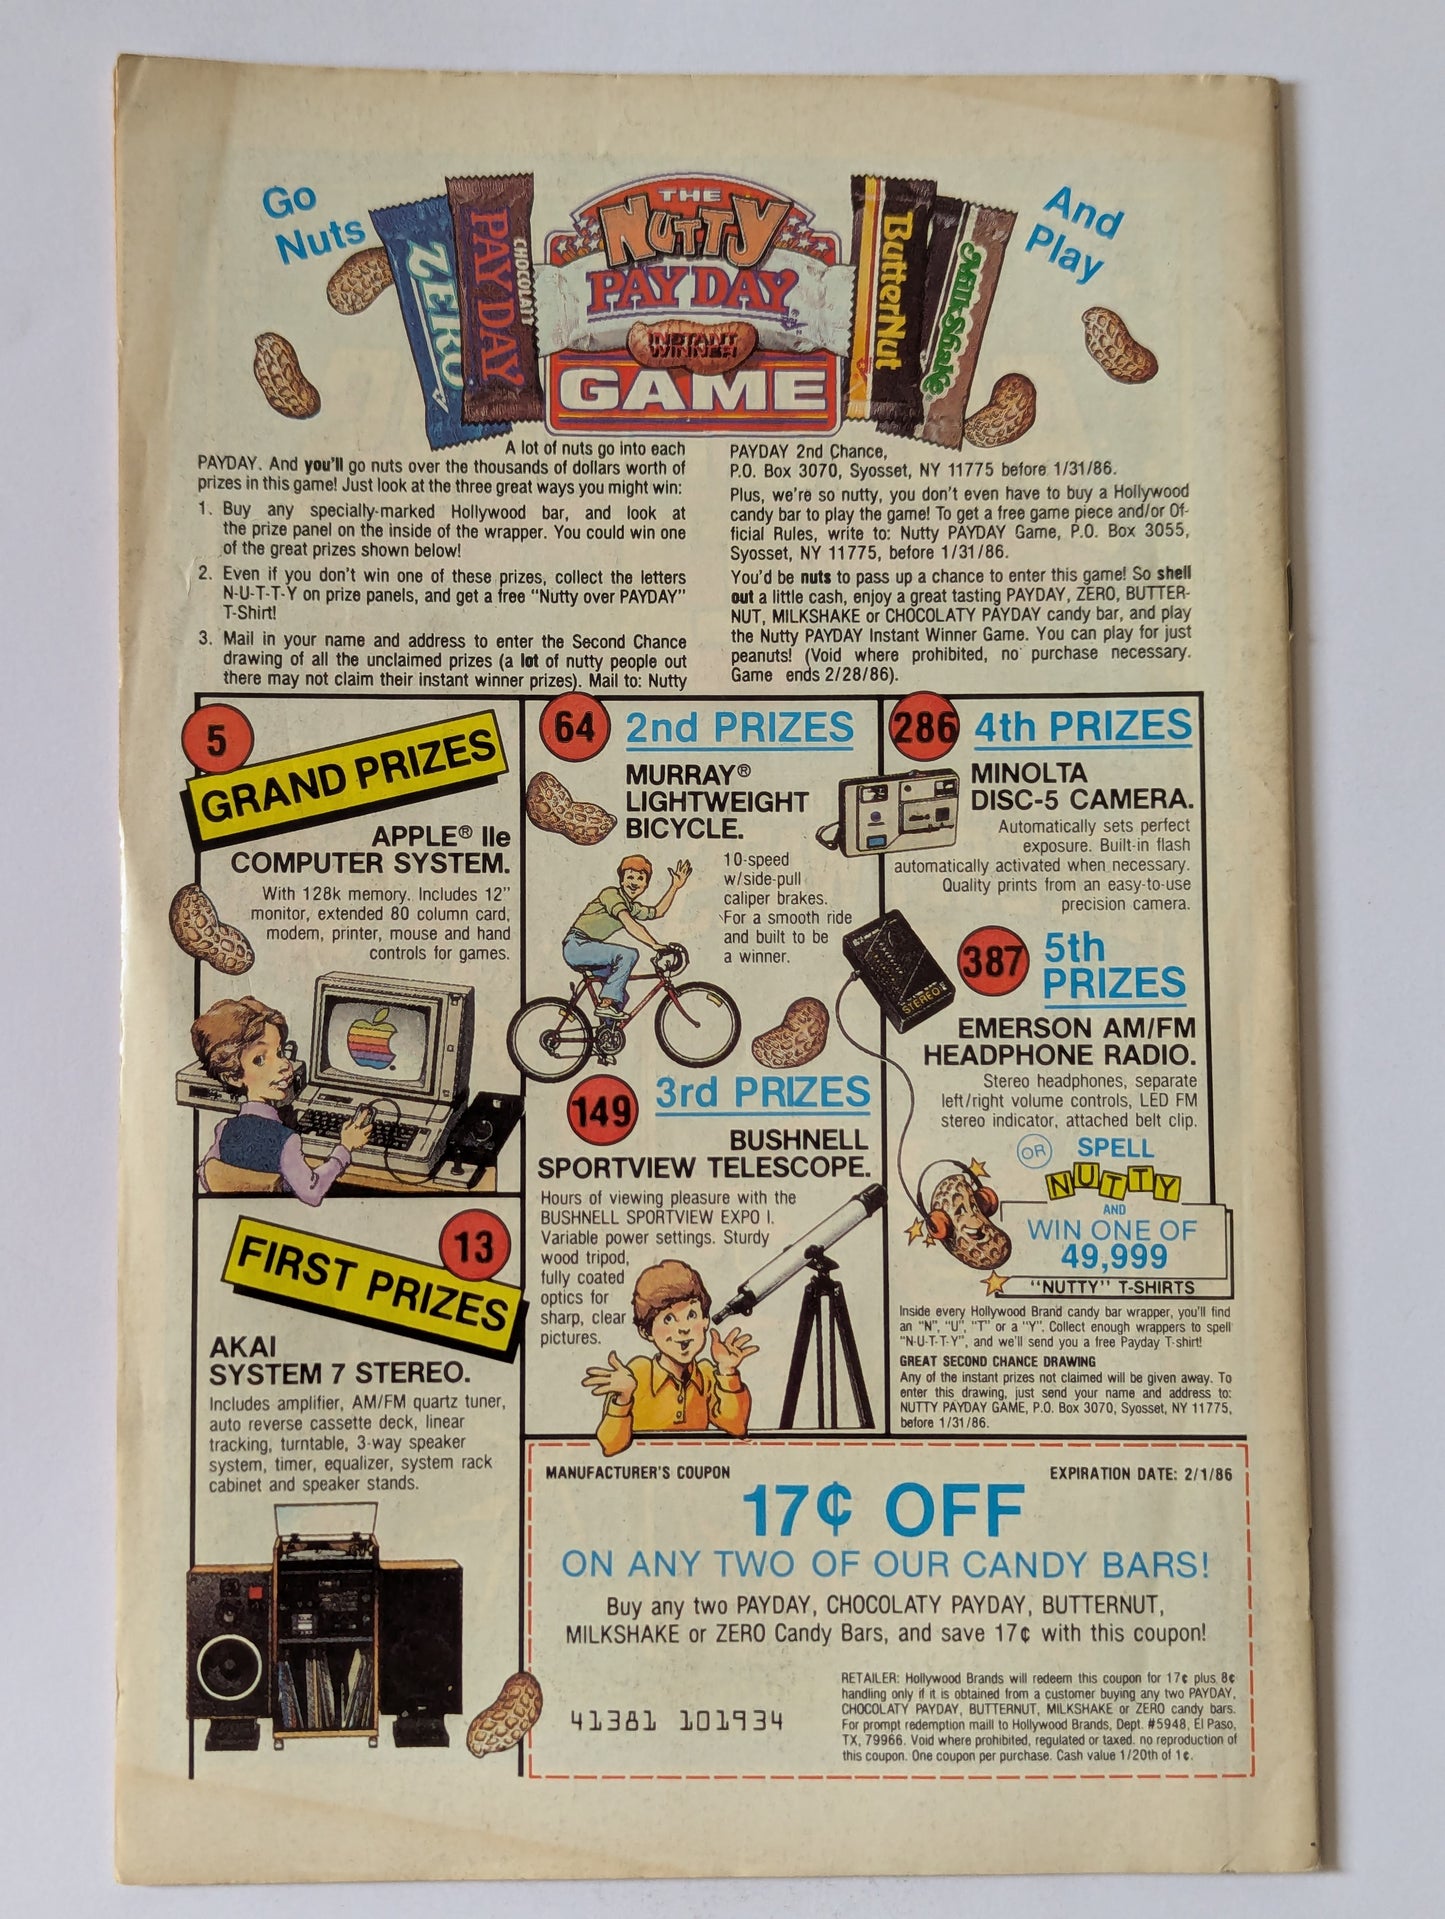 Go
Nuts
And
Play
ZERO
PAYDAY
CHOCOLATY
THE
NUTTY
PAYDAY
INSTANT
WINNER
GAME
ButterNut
MilkShake
A lot of nuts go into each
PAYDAY. And you'll go nuts over the thousands of dollars worth of
prizes in this game! Just look at the three great ways you might win:
1. Buy any specially-marked Hollywood bar, and look at
the prize panel on the inside of the wrapper. You could win one
of the great prizes shown below!
2. Even if you don't win one of these prizes, collect the letters
N-U-T-T-Y on prize panels, and get a free "Nutty over PAYDAY"
T-Shirt!
3. Mail in your name and address to enter the Second Chance
drawing of all the unclaimed prizes (a lot of nutty people out
there may not claim their instant winner prizes). Mail to: Nutty
PAYDAY 2nd Chance,
P.O. Box 3070, Syosset, NY 11775 before 1/31/86.
Plus, we're so nutty, you don't even have to buy a Hollywood
candy bar to play the game! To get a free game piece and/or Of-
ficial Rules, write to: Nutty PAYDAY Game, P.O. Box 3055,
Syosset, NY 11775, before 1/31/86.
You'd be nuts to pass up a chance to enter this game! So shell
out a little cash, enjoy a great tasting PAYDAY, ZERO, BUTTER-
NUT, MILKSHAKE or CHOCOLATY PAYDAY candy bar, and play
the Nutty PAYDAY Instant Winner Game. You can play for just
peanuts! (Void where prohibited, no purchase necessary.
Game ends 2/28/86).
5
GRAND PRIZES
APPLE® IIe
COMPUTER SYSTEM.
With 128k memory. Includes 12"
monitor, extended 80 column card,
modem, printer, mouse and hand
controls for games.
13
FIRST PRIZES
AKAI
SYSTEM 7 STEREO.
Includes amplifier, AM/FM quartz tuner,
auto reverse cassette deck, linear
tracking, turntable, 3-way speaker
system, timer, equalizer, system rack
cabinet and speaker stands.
64
2nd PRIZES
MURRAY®
LIGHTWEIGHT
BICYCLE.
10-speed
w/side-pull
caliper brakes.
For a smooth ride
and built to be
a winner.
149
3rd PRIZES
BUSHNELL
SPORTVIEW TELESCOPE.
Hours of viewing pleasure with the
BUSHNELL SPORTVIEW EXPO I.
Variable power settings. Sturdy
wood tripod,
fully coated
optics for
sharp, clear
pictures.
286
4th PRIZES
MINOLTA
DISC-5 CAMERA.
Automatically sets perfect
exposure. Built-in flash
automatically activated when necessary.
Quality prints from an easy-to-use
precision camera.
STEREO
387
5th
PRIZES
EMERSON AM/FM
HEADPHONE RADIO.
Stereo headphones, separate
left/right volume controls, LED FM
stereo indicator, attached belt clip.
OR SPELL
NUTTY
AND
WIN ONE OF
49,999
"NUTTY" T-SHIRTS
Inside every Hollywood Brand candy bar wrapper, you'll find
an "N", "U", "T" or a "Y". Collect enough wrappers to spell
"N-U-T-T-Y", and we'll send you a free Payday T-shirt!
GREAT SECOND CHANCE DRAWING
Any of the instant prizes not claimed will be given away. To
enter this drawing, just send your name and address to:
NUTTY PAYDAY GAME, P.O. Box 3070, Syosset, NY 11775,
before 1/31/86.
MANUFACTURER'S COUPON
EXPIRATION DATE: 2/1/86
17¢ OFF
ON ANY TWO OF OUR CANDY BARS!
Buy any two PAYDAY, CHOCOLATY PAYDAY, BUTTERNUT,
MILKSHAKE or ZERO Candy Bars, and save 17¢ with this coupon!
41381 101934
RETAILER: Hollywood Brands will redeem this coupon for 17¢ plus 8¢
handling only if it is obtained from a customer buying any two PAYDAY,
CHOCOLATY PAYDAY, BUTTERNUT, MILKSHAKE or ZERO candy bars.
For prompt redemption maill to Hollywood Brands, Dept. #5948, El Paso,
TX, 79966. Void where prohibited, regulated or taxed. no reproduction of
this coupon. One coupon per purchase. Cash value 1/20th of 1¢.